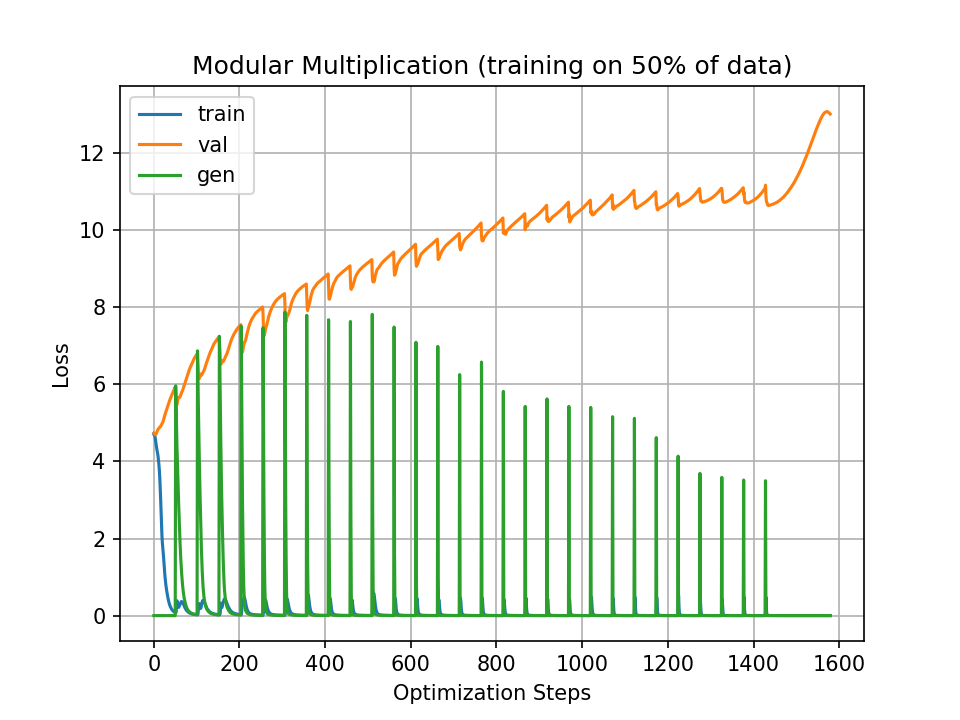 Modular Multiplication (training on 50% of data)
train
val
gen
Loss
12
10
8
6
4
2
0
0 200 400 600 800 1000 1200 1400 1600
Optimization Steps